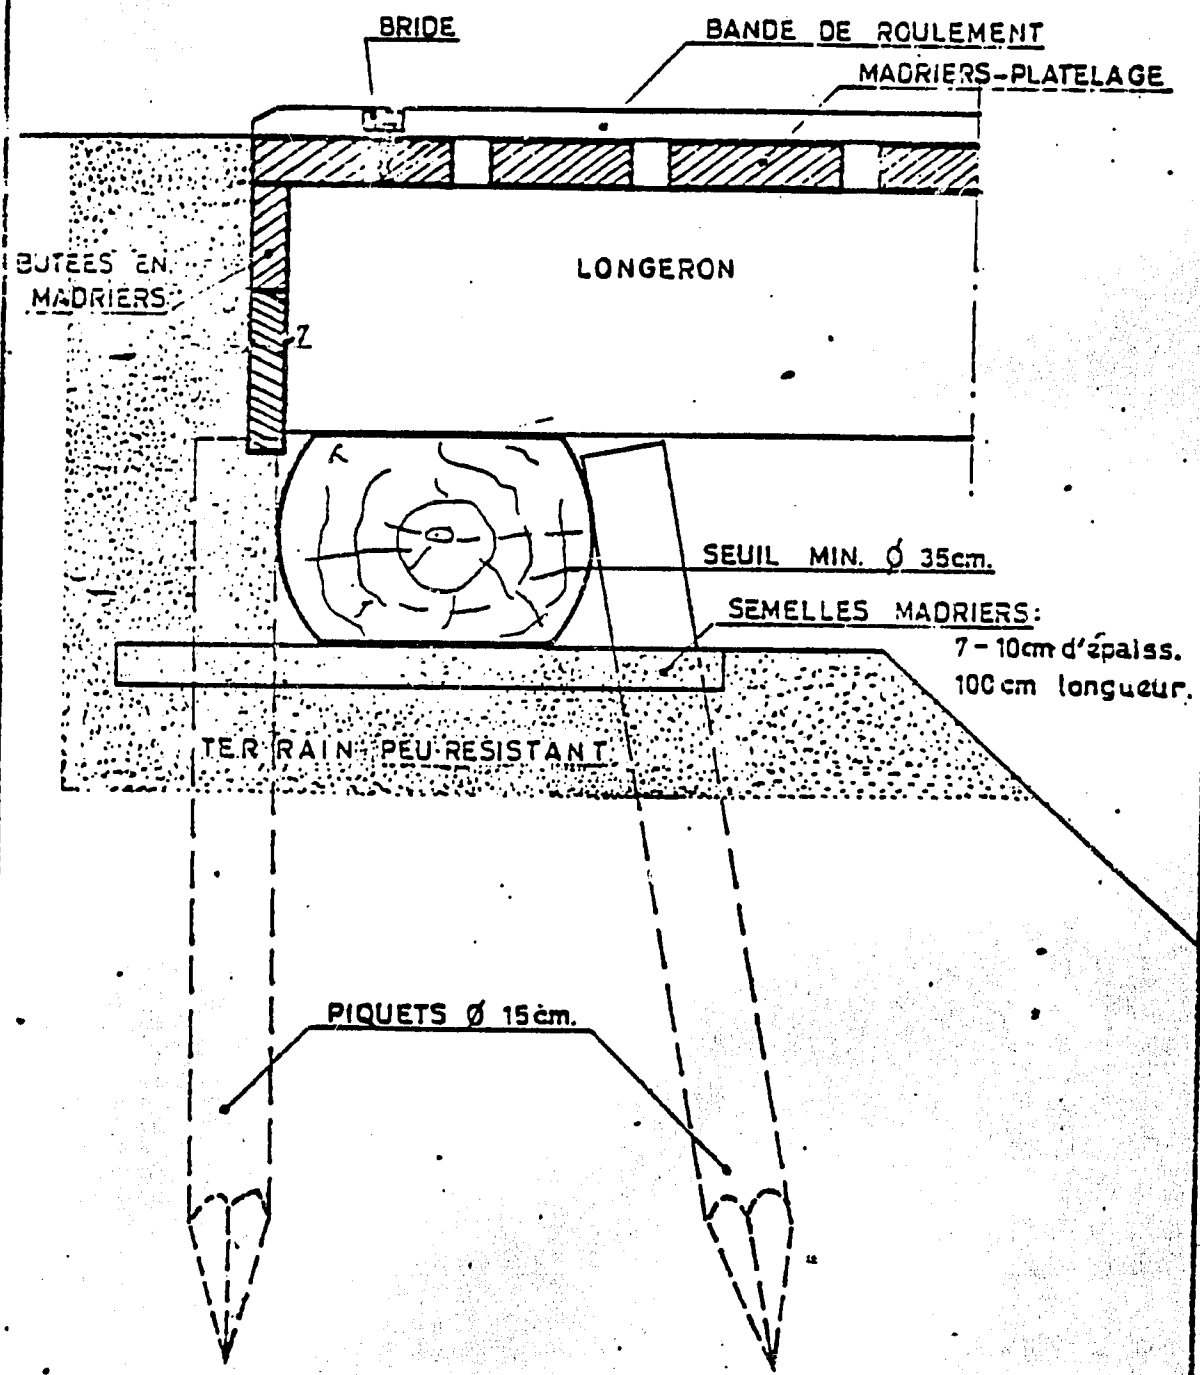 BRIDE
BANDE DE ROULEMENT
MADRIERS-PLATELAGE
BUTEES EN
MADRIERS
LONGERON
SEUIL MIN. Ø 35cm.
SEMELLES MADRIERS:
7-10cm d'épaiss.
100cm longueur.
TERRAIN PEU RESISTANT
PIQUETS Ø 15cm.